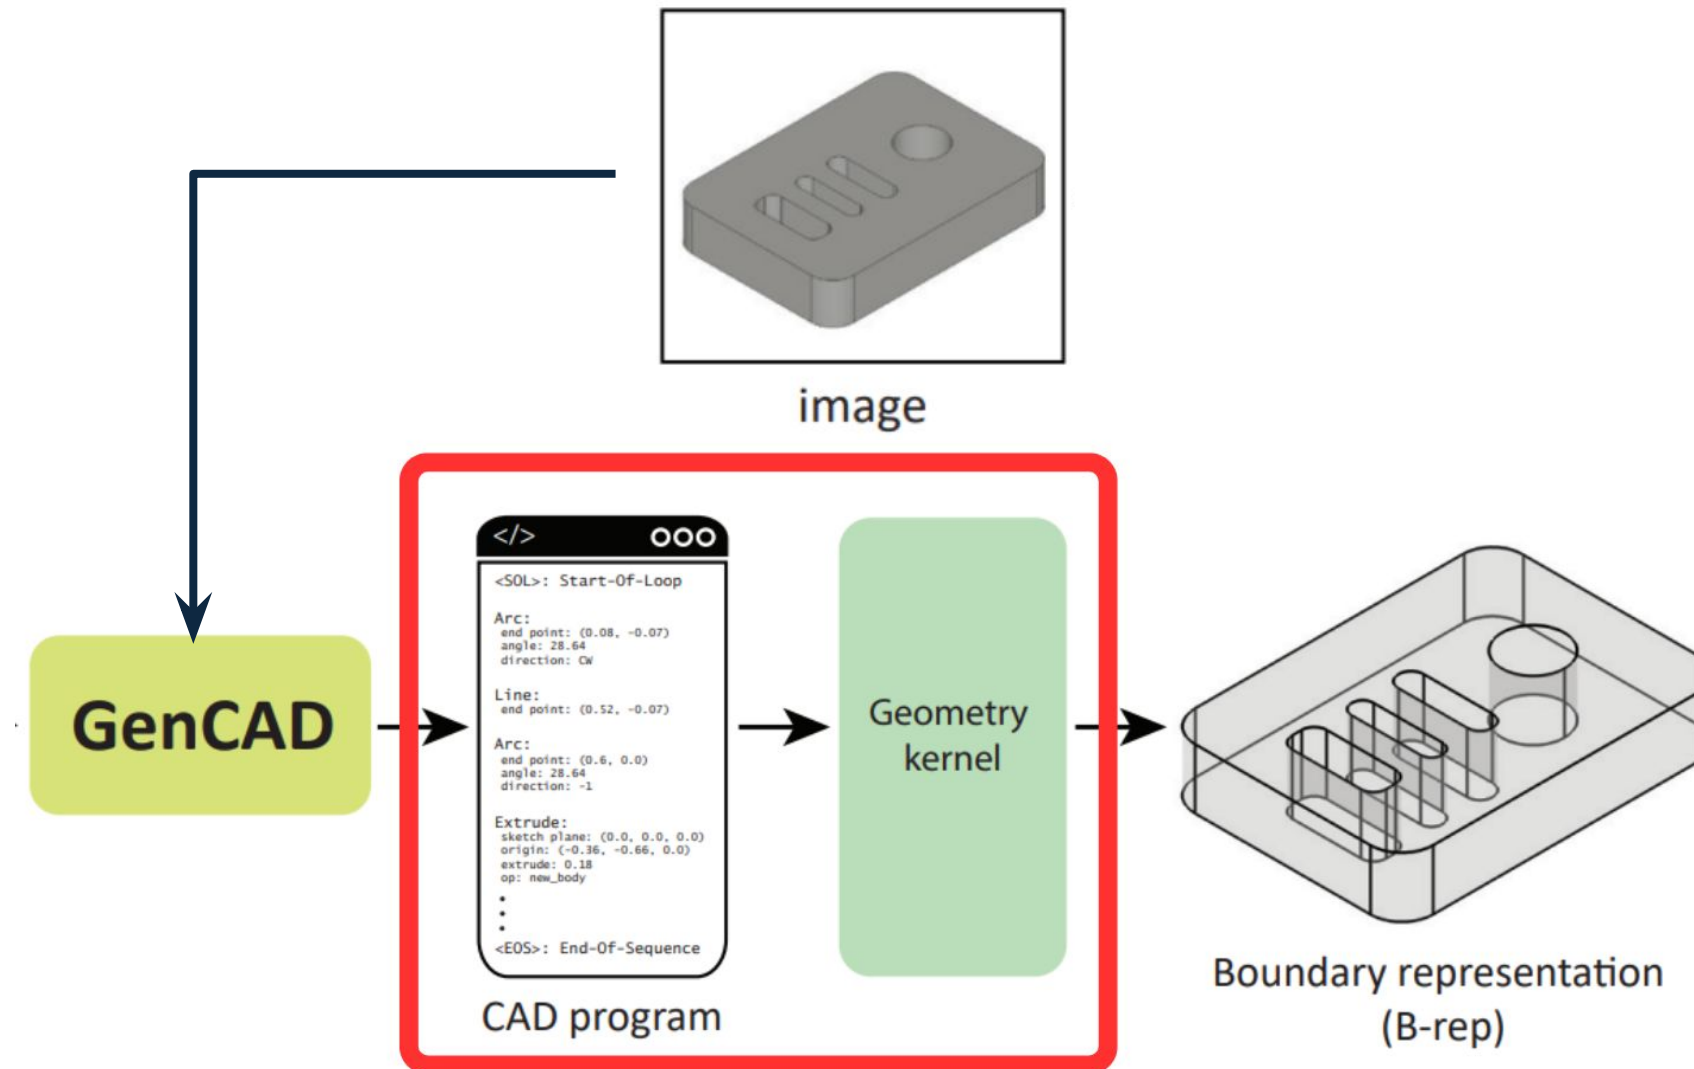 image
GenCAD
</>
<SOL>: Start-Of-Loop
Arc:
end point: (0.08, -0.07)
angle: 28.64
direction: CW
Line:
end point: (0.52, -0.07)
Arc:
end point: (0.6, 0.0)
angle: 28.64
direction: -1
Extrude:
sketch plane: (0.0, 0.0, 0.0)
origin: (-0.36, -0.66, 0.0)
extrude: 0.18
op: new_body
<EOS>: End-Of-Sequence
CAD program
Geometry
kernel
Boundary representation
(B-rep)